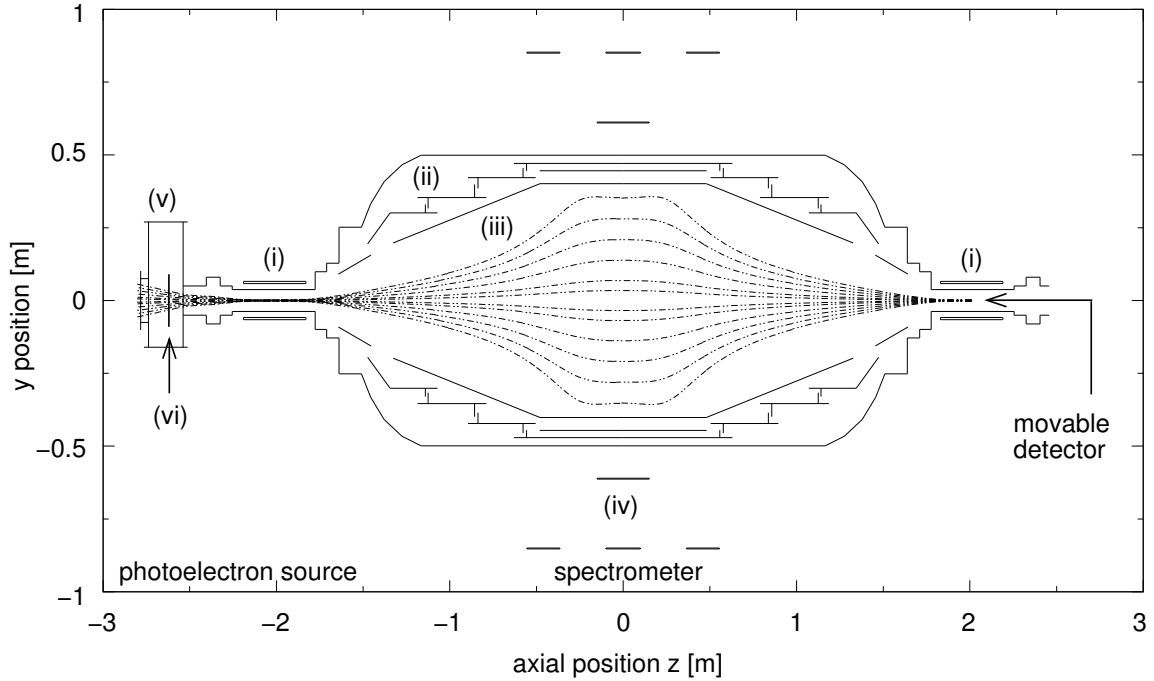 1
0.5
0
−0.5
−1
y position [m]
(v)
(i)
(ii)
(iii)
(i)
(vi)
(iv)
movable
detector
photoelectron source
spectrometer
−3
−2
−1
0
1
2
3
axial position z [m]